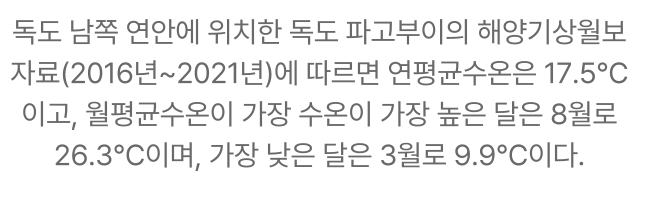 독도 남쪽 연안에 위치한 독도 파고부이의 해양기상월보
자료(2016년~2021년)에 따르면 연평균수온은 17.5°C
이고, 월평균수온이 가장 수온이 가장 높은 달은 8월로
26.3°C이며, 가장 낮은 달은 3월로 9.9°C이다.